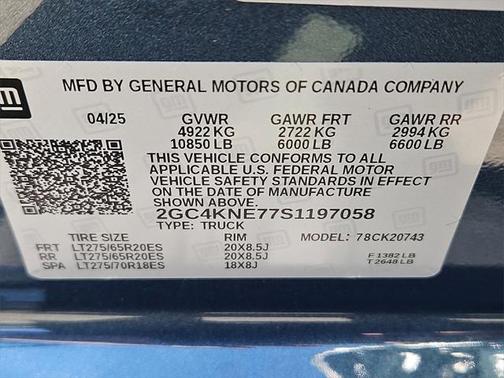 gm
MFD BY GENERAL MOTORS OF CANADA COMPANY
04/25 GVWR GAWR FRT GAWR RR
4922 KG 2722 KG 2994 KG
10850 LB 6000 LB 6600 LB
THIS VEHICLE CONFORMS TO ALL
APPLICABLE U.S. FEDERAL MOTOR
VEHICLE SAFETY STANDARDS IN EFFECT
ON THE DATE OF MANUFACTURE
SHOWN ABOVE.
2GC4KNE77S1197058
TYPE: TRUCK
TIRE SIZE RIM MODEL: 78CK20743
FRT LT275/65R20ES 20X8.5J F 1382 LB
RR LT275/65R20ES 20X8.5J T 2648 LB
SPA LT275/70R18ES 18X8J